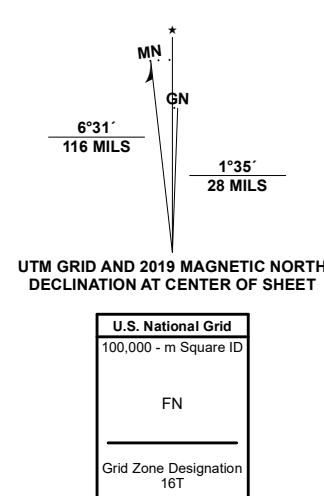 ★
MN
GN
6°31´
116 MILS
1°35´
28 MILS
UTM GRID AND 2019 MAGNETIC NORTH
DECLINATION AT CENTER OF SHEET
U.S. National Grid
100,000 - m Square ID
FN
Grid Zone Designation
16T